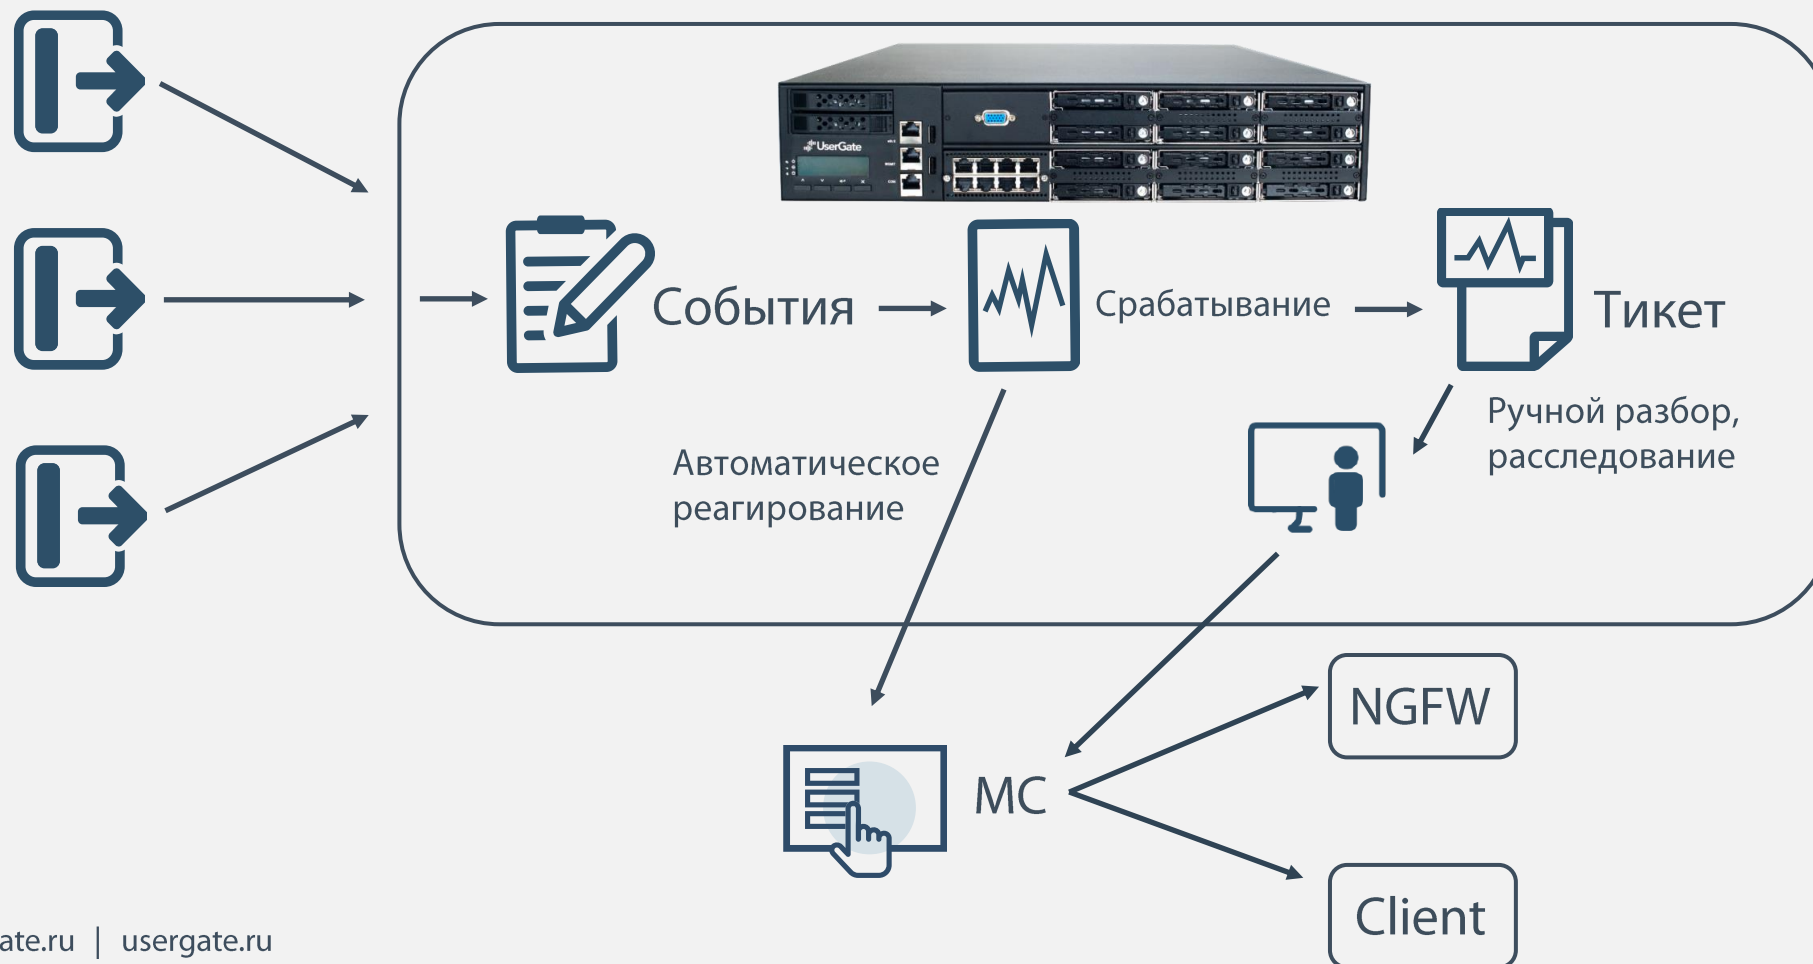 UserGate
События
Срабатывание
Тикет
Ручной разбор,
расследование
Автоматическое
реагирование
NGFW
MC
Client
ate.ru | usergate.ru